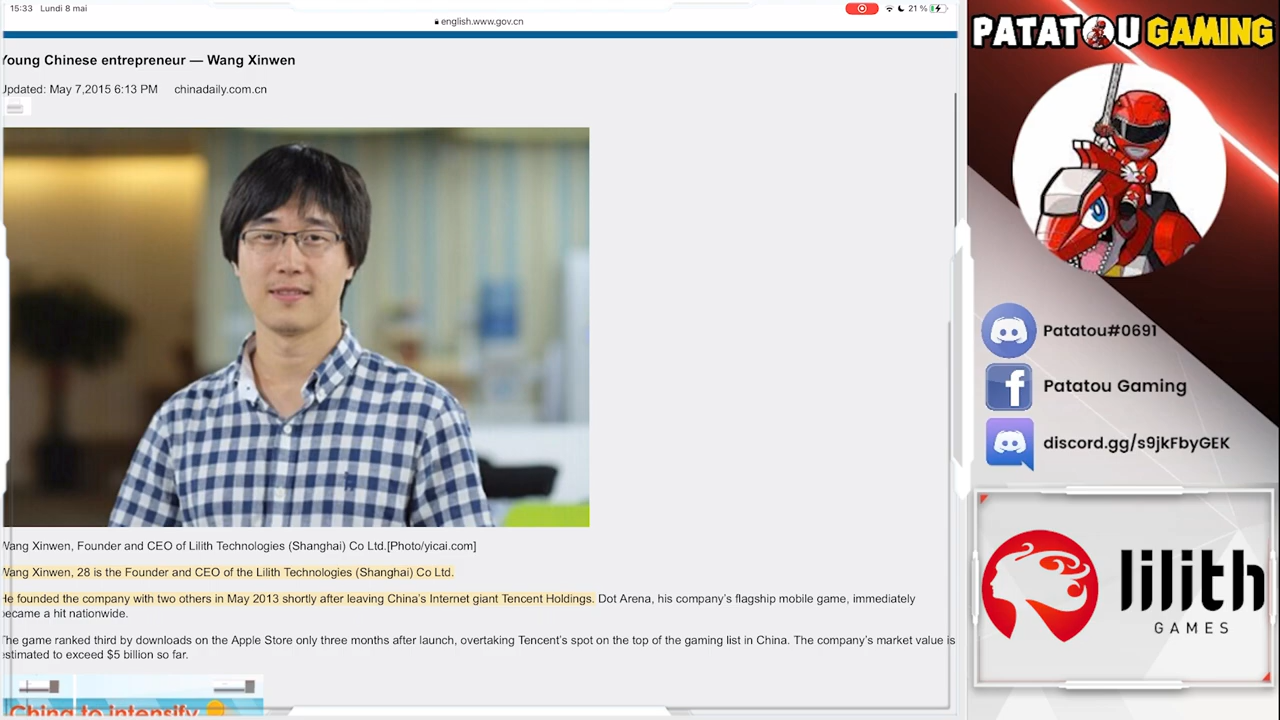 15:33 Lundi 8 mai
21 %
english.www.gov.cn
Young Chinese entrepreneur — Wang Xinwen
Updated: May 7,2015 6:13 PM chinadaily.com.cn
Wang Xinwen, Founder and CEO of Lilith Technologies (Shanghai) Co Ltd.[Photo/yicai.com]
Wang Xinwen, 28 is the Founder and CEO of the Lilith Technologies (Shanghai) Co Ltd.
He founded the company with two others in May 2013 shortly after leaving China's Internet giant Tencent Holdings. Dot Arena, his company's flagship mobile game, immediately
became a hit nationwide.
The game ranked third by downloads on the Apple Store only three months after launch, overtaking Tencent's spot on the top of the gaming list in China. The company's market value is
estimated to exceed $5 billion so far.
China to intensify
PATATOU GAMING
Patatou#0691
Patatou Gaming
discord.gg/s9jkFbyGEK
lilith
GAMES